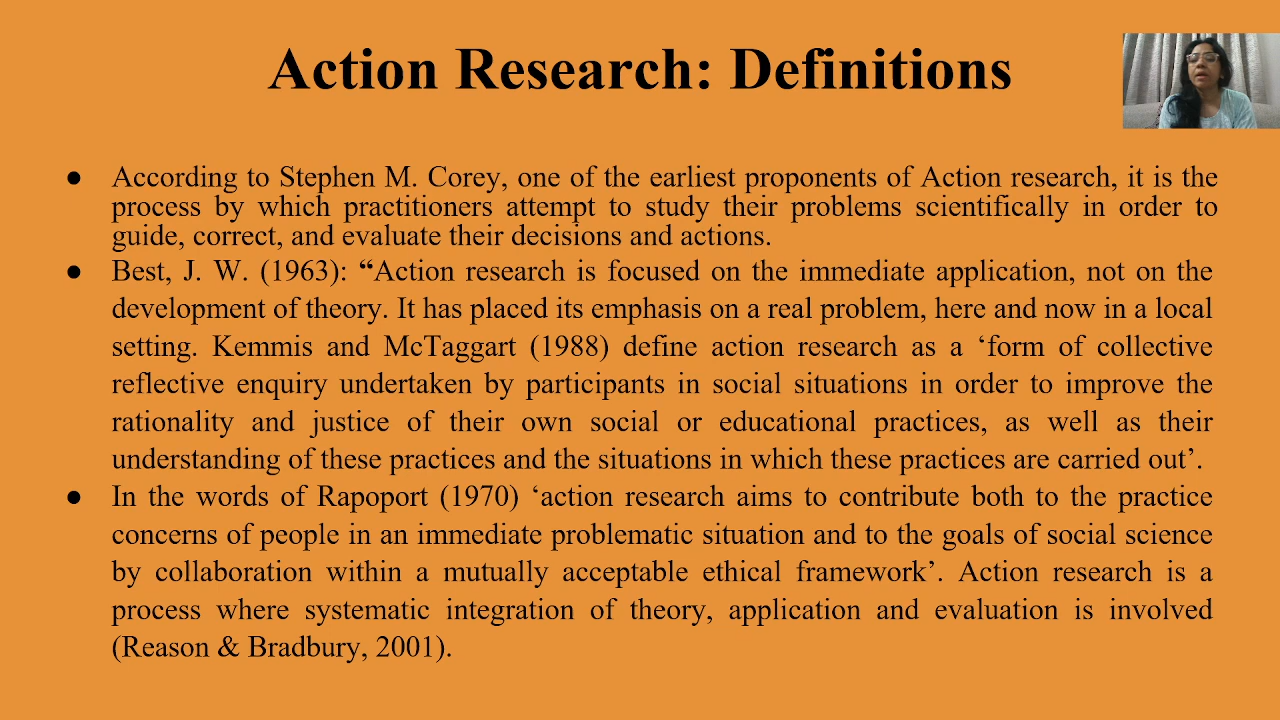 Action Research: Definitions
● According to Stephen M. Corey, one of the earliest proponents of Action research, it is the
process by which practitioners attempt to study their problems scientifically in order to
guide, correct, and evaluate their decisions and actions.
● Best, J. W. (1963): “Action research is focused on the immediate application, not on the
development of theory. It has placed its emphasis on a real problem, here and now in a local
setting. Kemmis and McTaggart (1988) define action research as a ‘form of collective
reflective enquiry undertaken by participants in social situations in order to improve the
rationality and justice of their own social or educational practices, as well as their
understanding of these practices and the situations in which these practices are carried out’.
● In the words of Rapoport (1970) ‘action research aims to contribute both to the practice
concerns of people in an immediate problematic situation and to the goals of social science
by collaboration within a mutually acceptable ethical framework’. Action research is a
process where systematic integration of theory, application and evaluation is involved
(Reason & Bradbury, 2001).